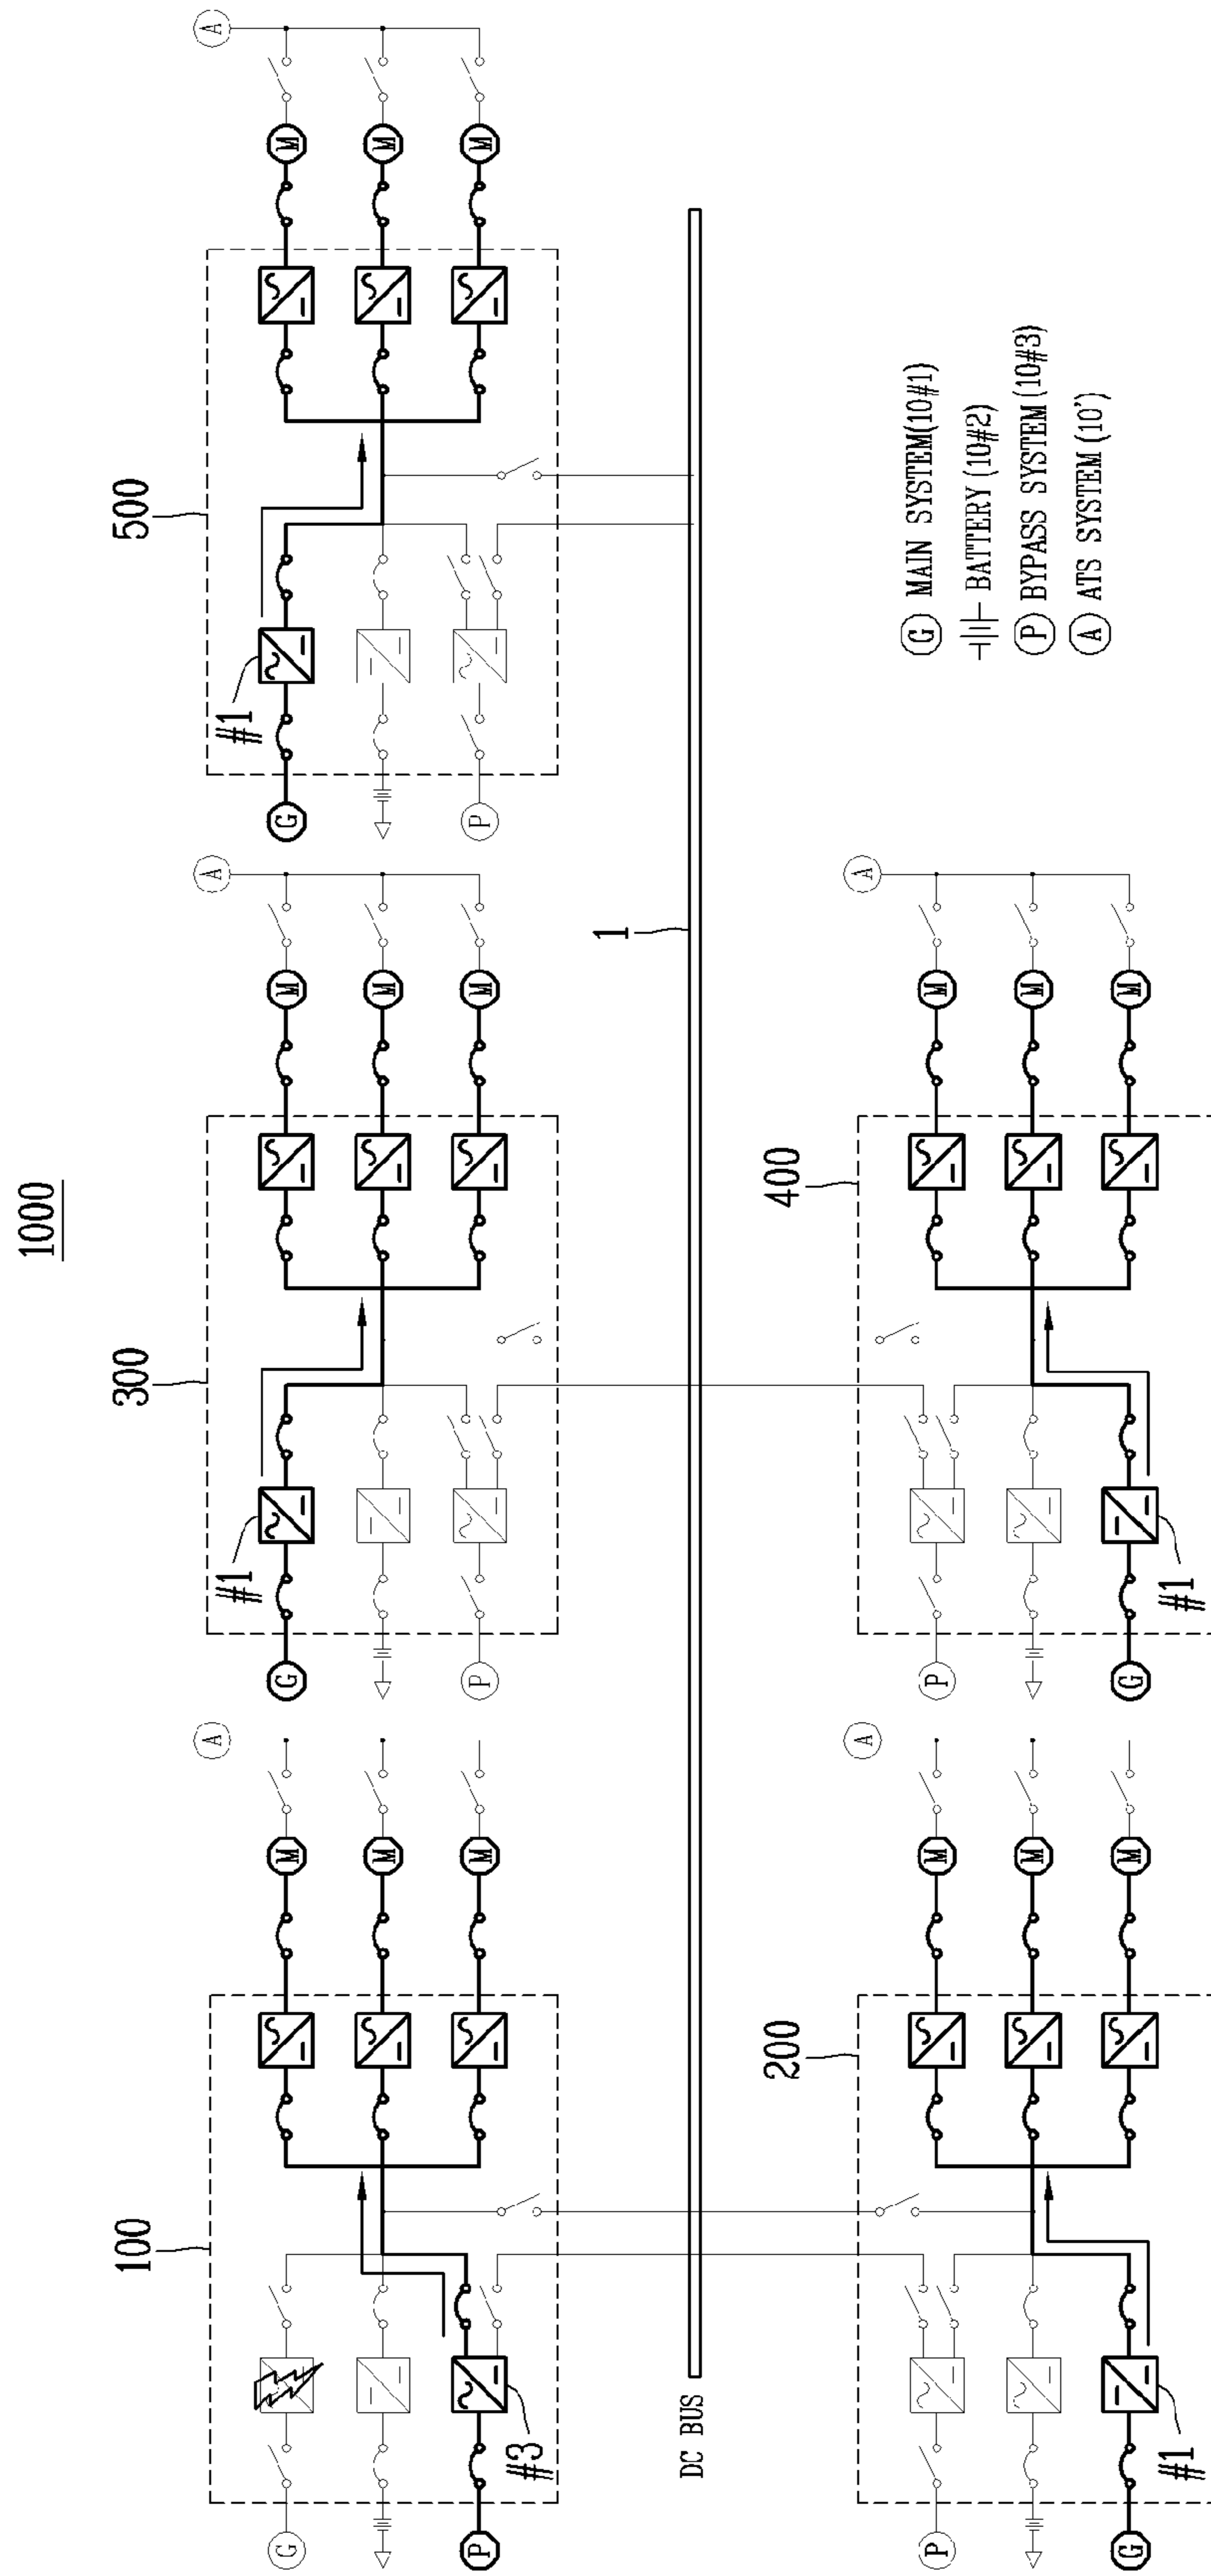 1000
100
300
500
A
A
A
#1
#1
G
M
G
M
G
M
M
M
M
P
M
P
M
P
M
#3
1
DC BUS
200
400
A
A
P
M
P
M
M
M
G
M
G
M
#1
#1
G MAIN SYSTEM(10#1)
BATTERY (10#2)
P BYPASS SYSTEM (10#3)
A ATS SYSTEM (10')